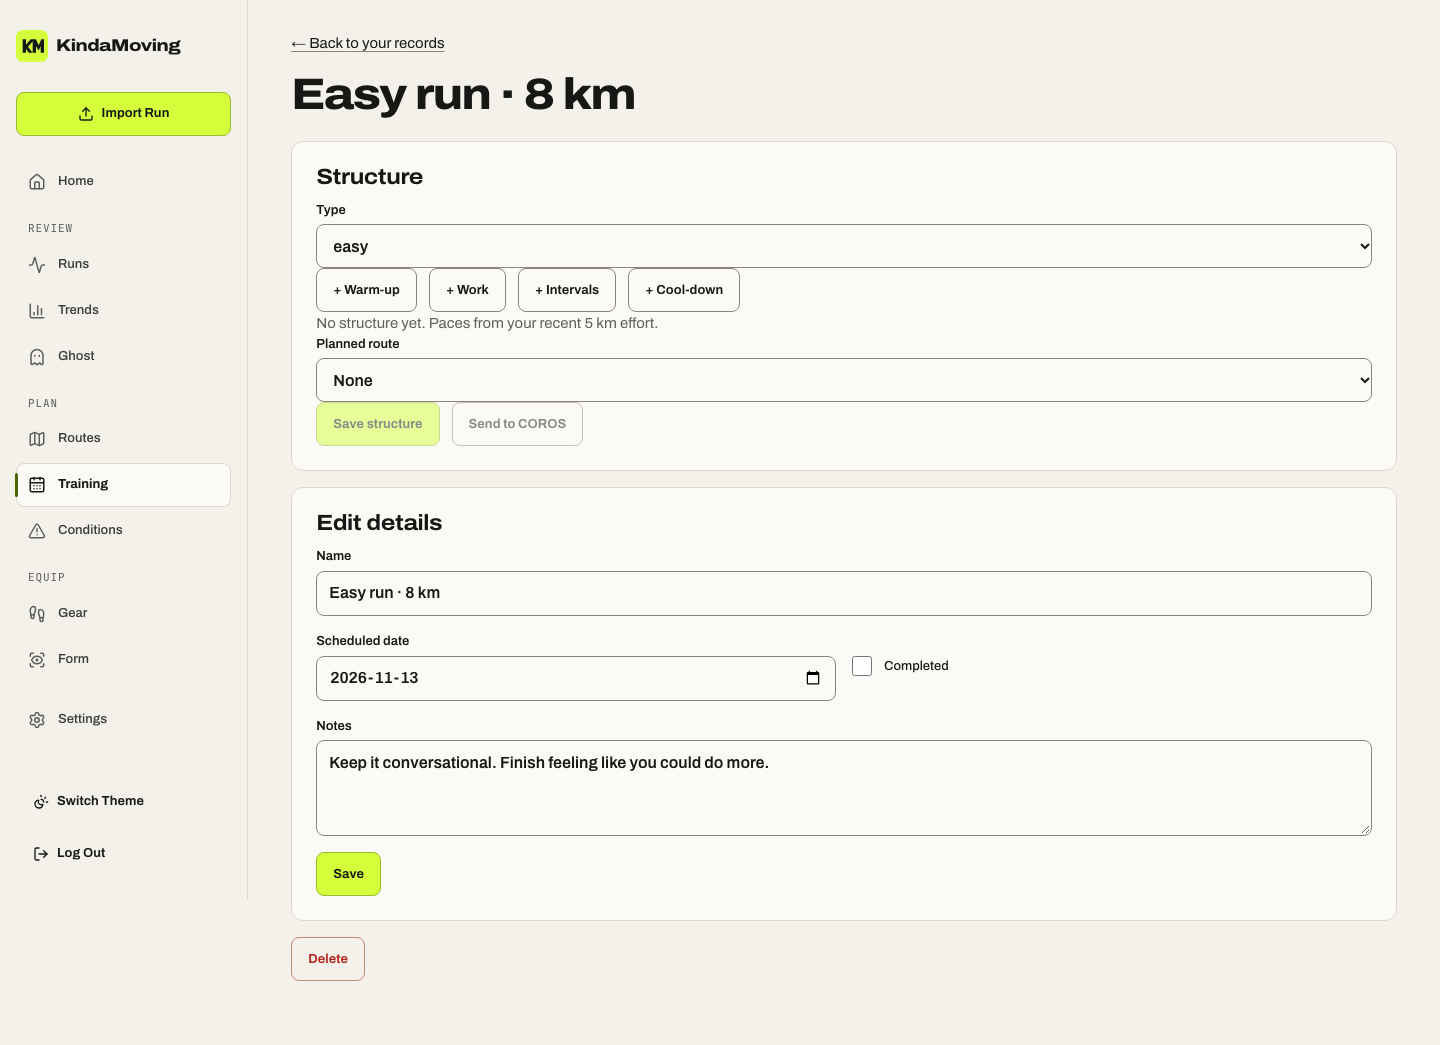 KM KindaMoving
Import Run
Home
REVIEW
Runs
Trends
Ghost
PLAN
Routes
Training
Conditions
EQUIP
Gear
Form
Settings
Switch Theme
Log Out
← Back to your records
Easy run · 8 km
Structure
Type
easy
+ Warm-up + Work + Intervals + Cool-down
No structure yet. Paces from your recent 5 km effort.
Planned route
None
Save structure Send to COROS
Edit details
Name
Easy run · 8 km
Scheduled date
2026-11-13 Completed
Notes
Keep it conversational. Finish feeling like you could do more.
Save
Delete